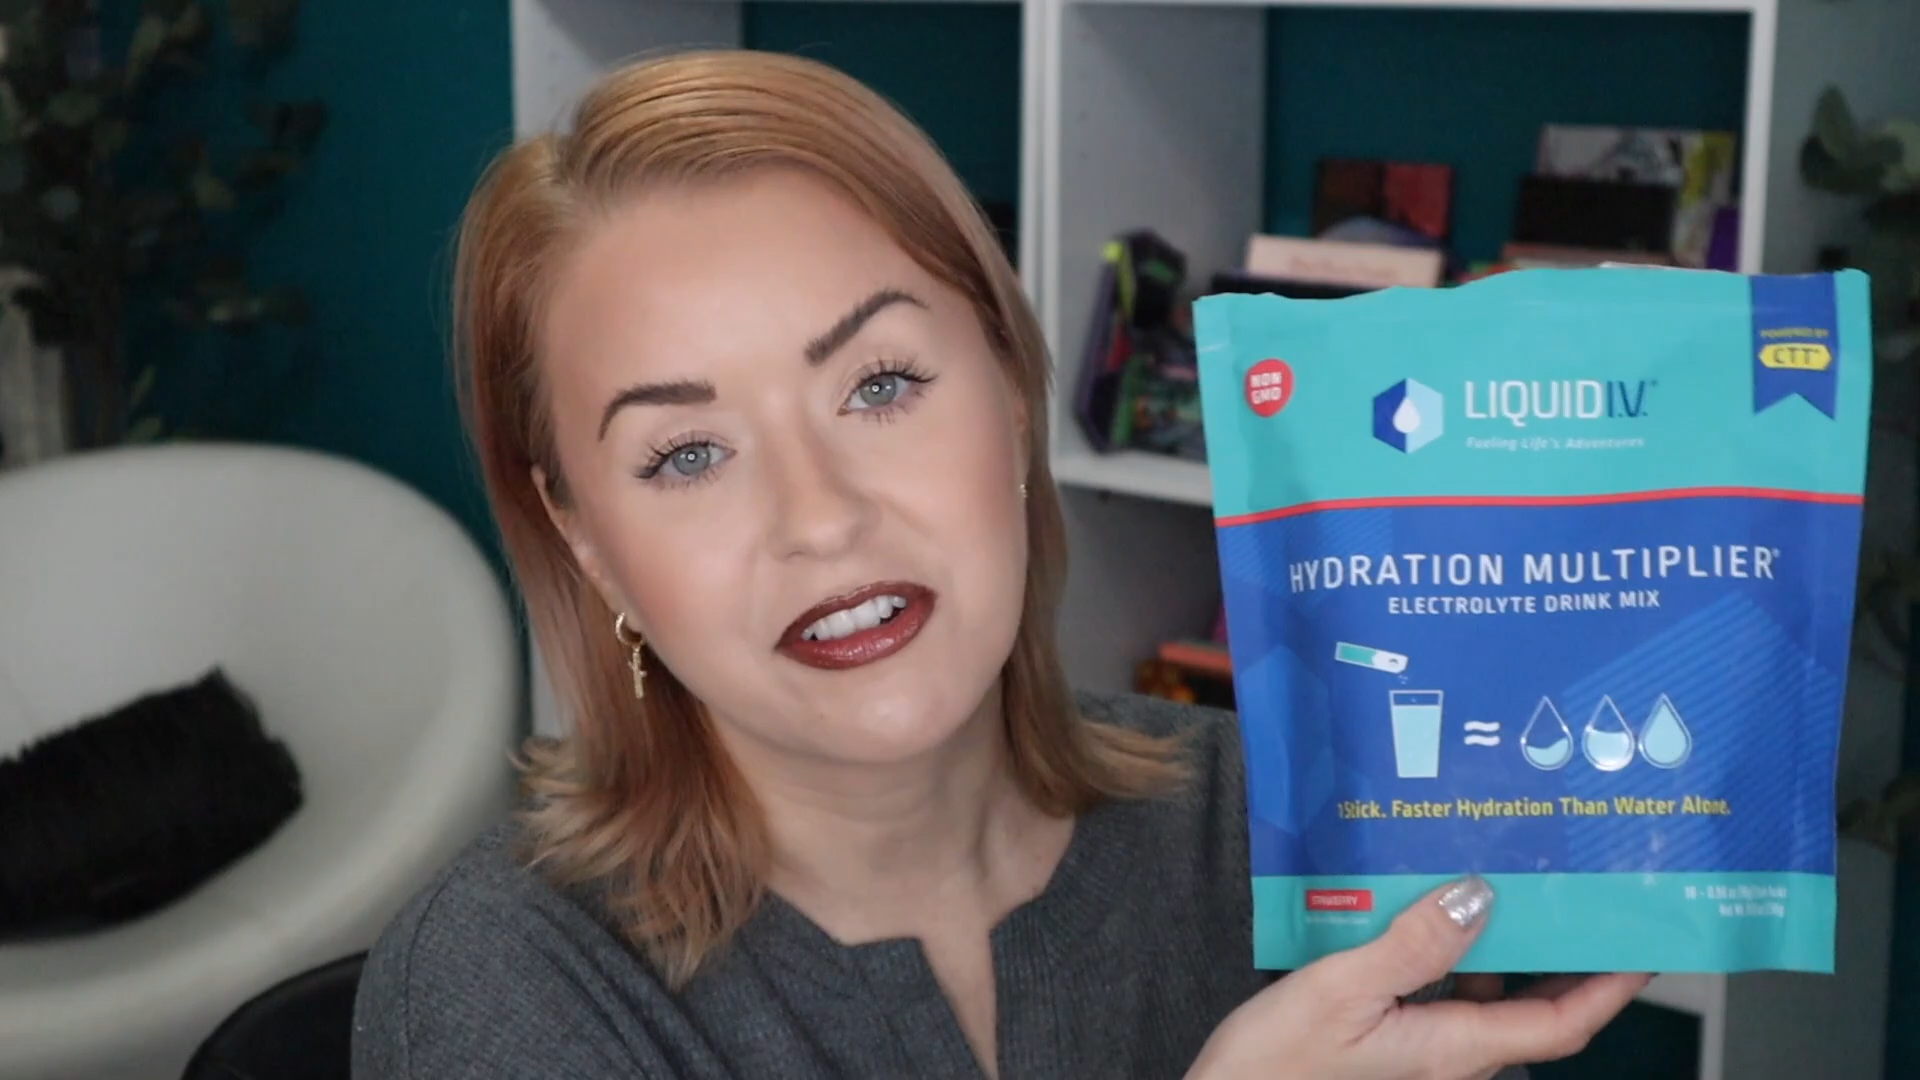 NON
GMO
POWERED BY
CTT
LIQUID I.V.
Fueling Life's Adventures
HYDRATION MULTIPLIER
ELECTROLYTE DRINK MIX
≈
1 Stick. Faster Hydration Than Water Alone.
STRAWBERRY